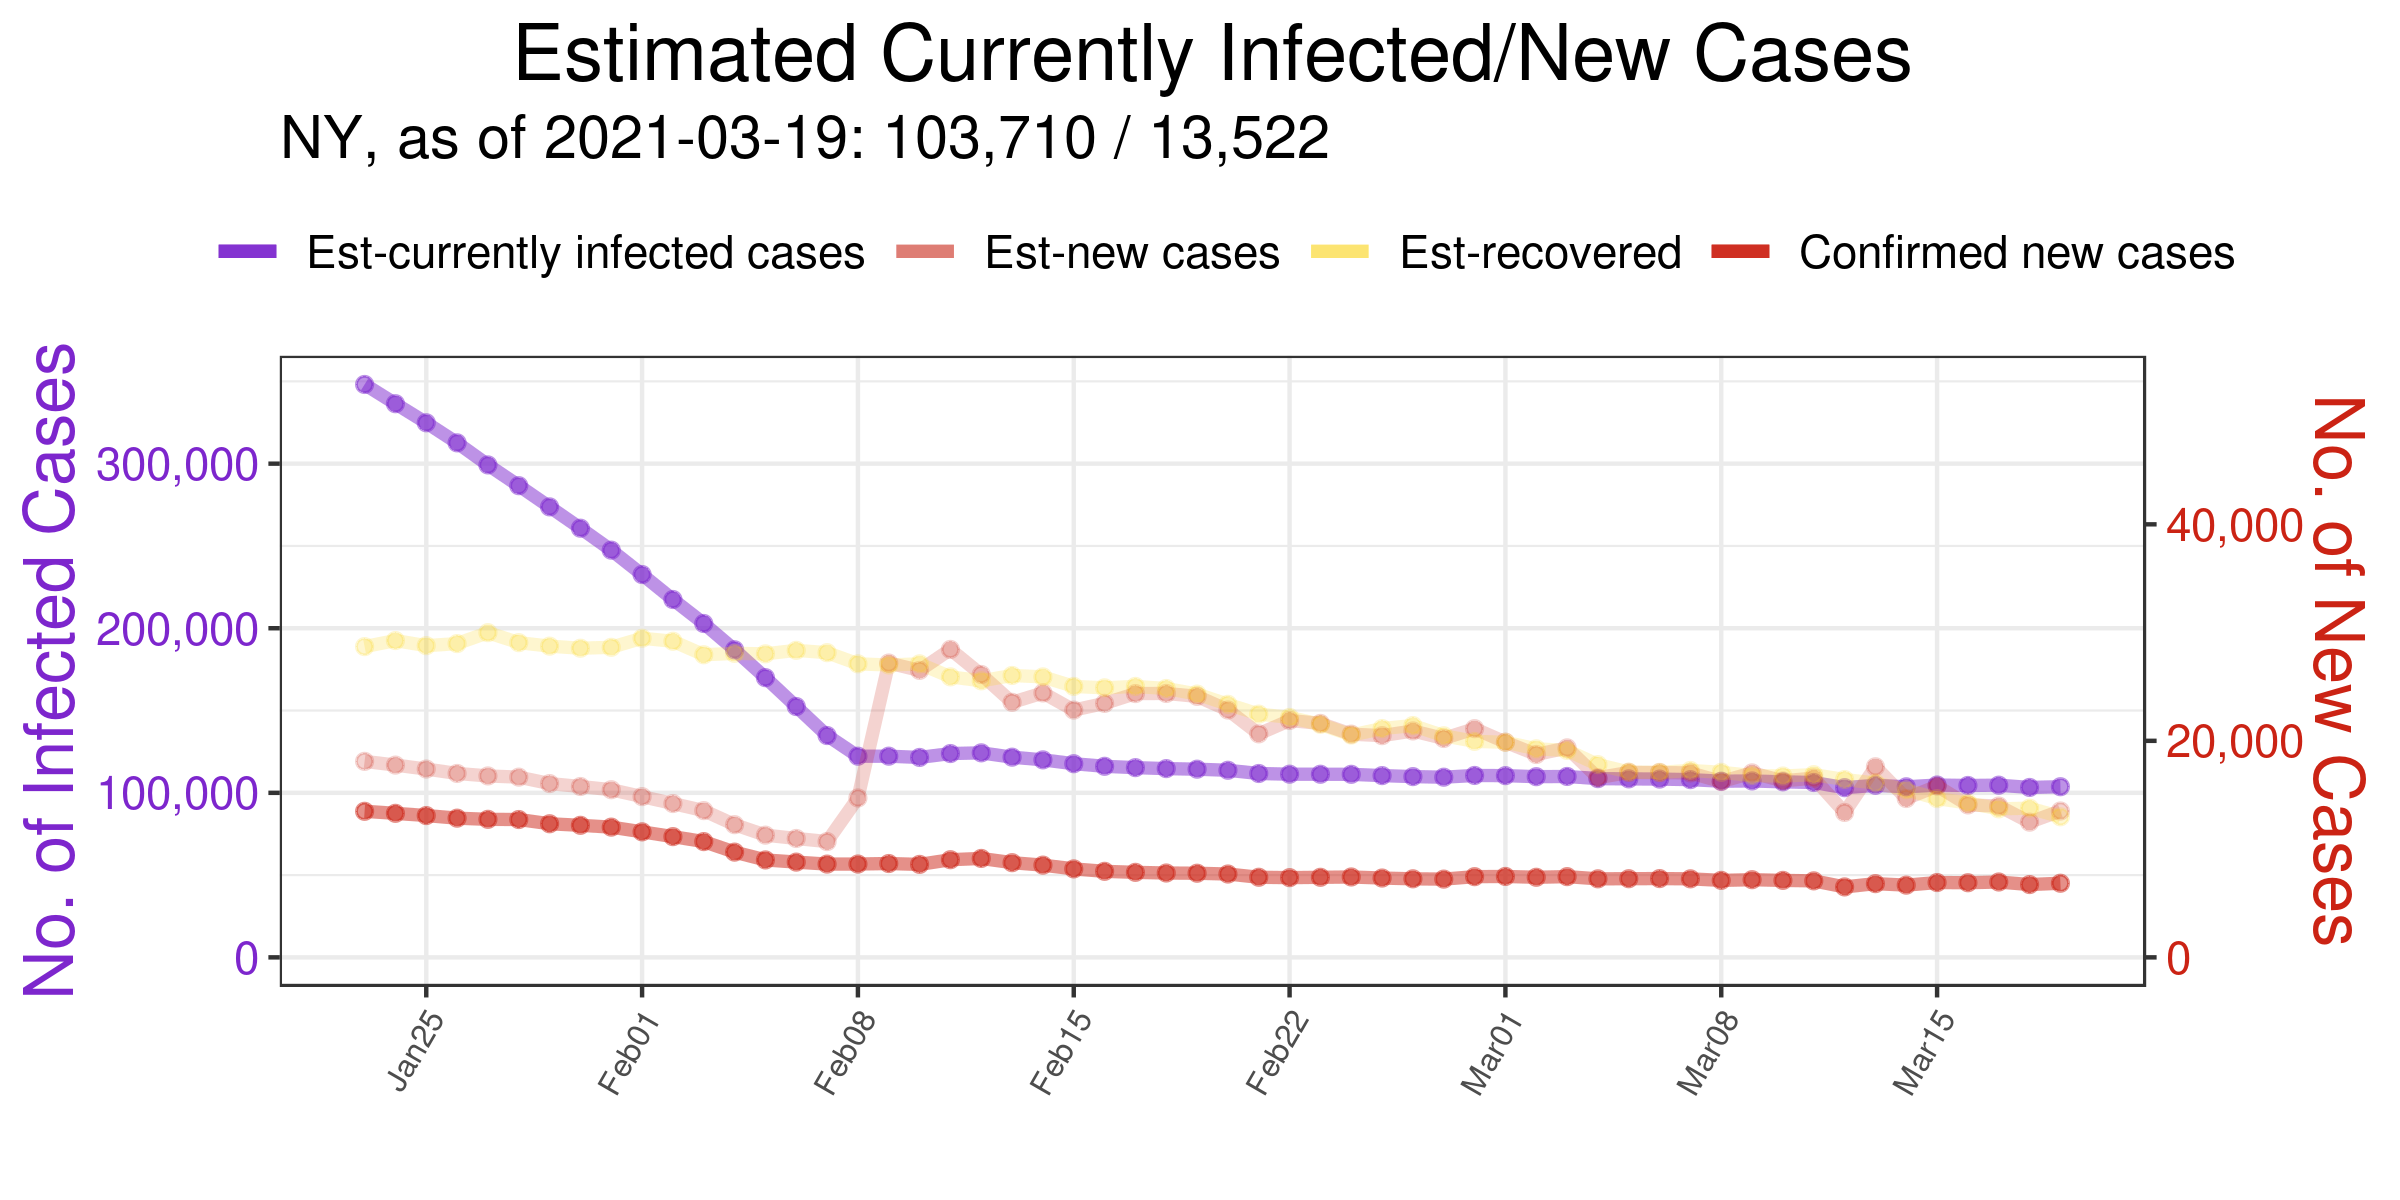 Estimated Currently Infected/New Cases
NY, as of 2021-03-19: 103,710 / 13,522
Est-currently infected cases Est-new cases Est-recovered Confirmed new cases
No. of Infected Cases
300,000
200,000
100,000
0
40,000
20,000
0
No. of New Cases
Jan25 Feb01 Feb08 Feb15 Feb22 Mar01 Mar08 Mar15